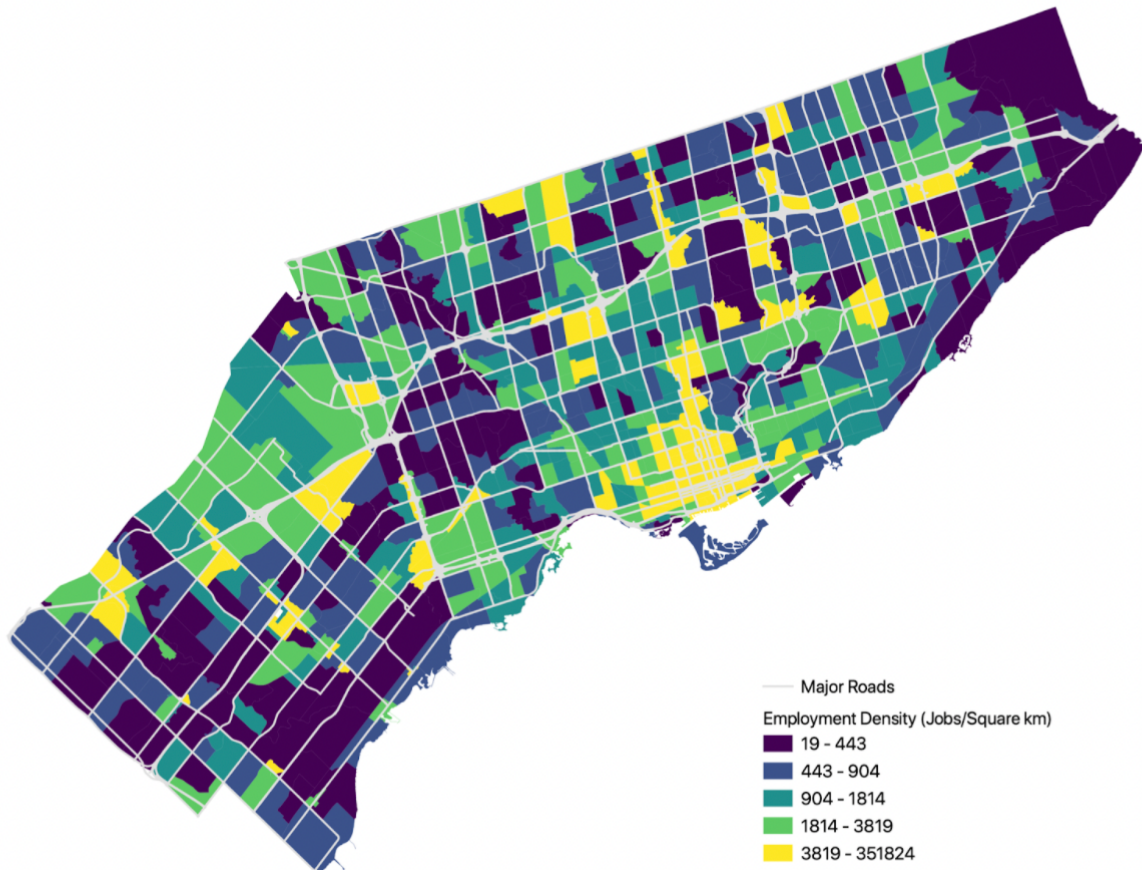 Major Roads
Employment Density (Jobs/Square km)
19 - 443
443 - 904
904 - 1814
1814 - 3819
3819 - 351824